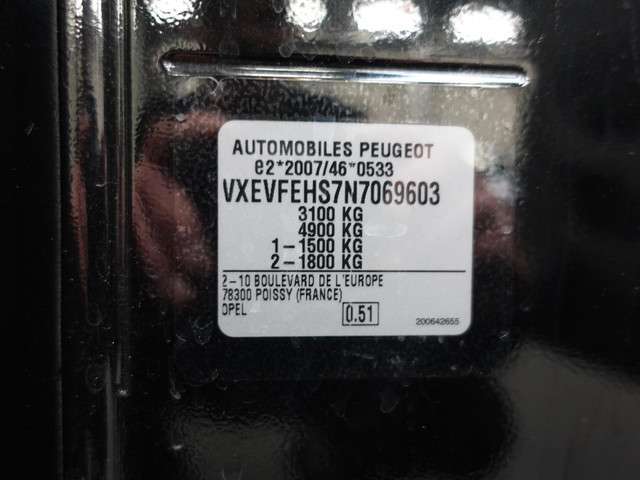 AUTOMOBILES PEUGEOT
e2*2007/46*0533
VXEVFEHS7N7069603
3100 KG
4900 KG
1-1500 KG
2-1800 KG
2-10 BOULEVARD DE L'EUROPE
78300 POISSY (FRANCE)
OPEL
0.51
200642655